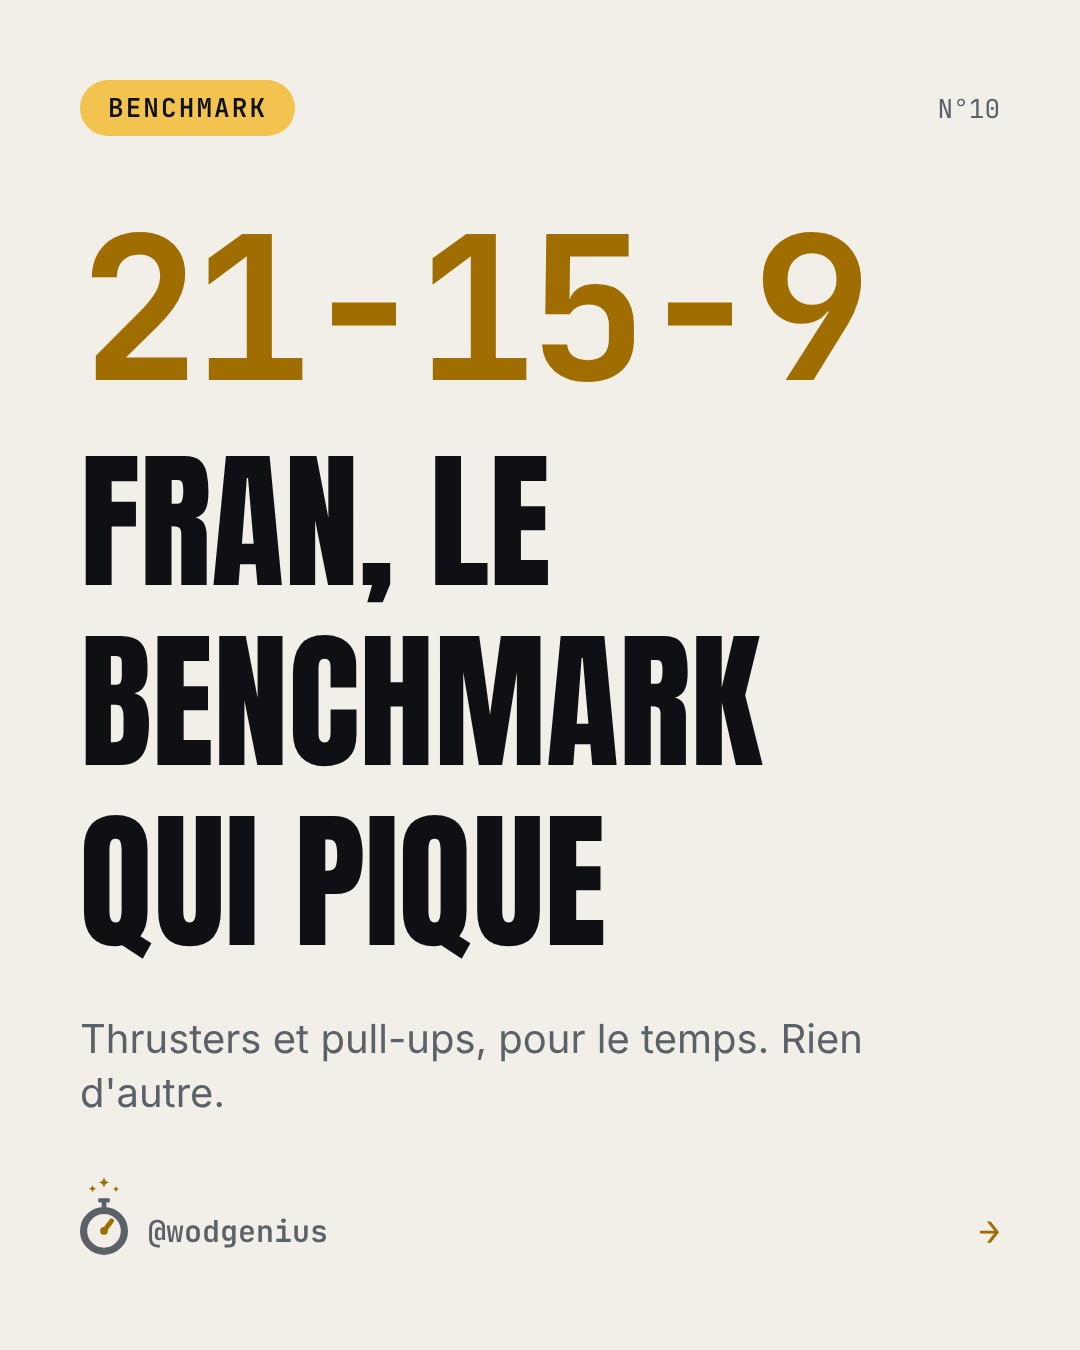 BENCHMARK
N°10
21-15-9
FRAN, LE
BENCHMARK
QUI PIQUE
Thrusters et pull-ups, pour le temps. Rien
d'autre.
@wodgenius
→